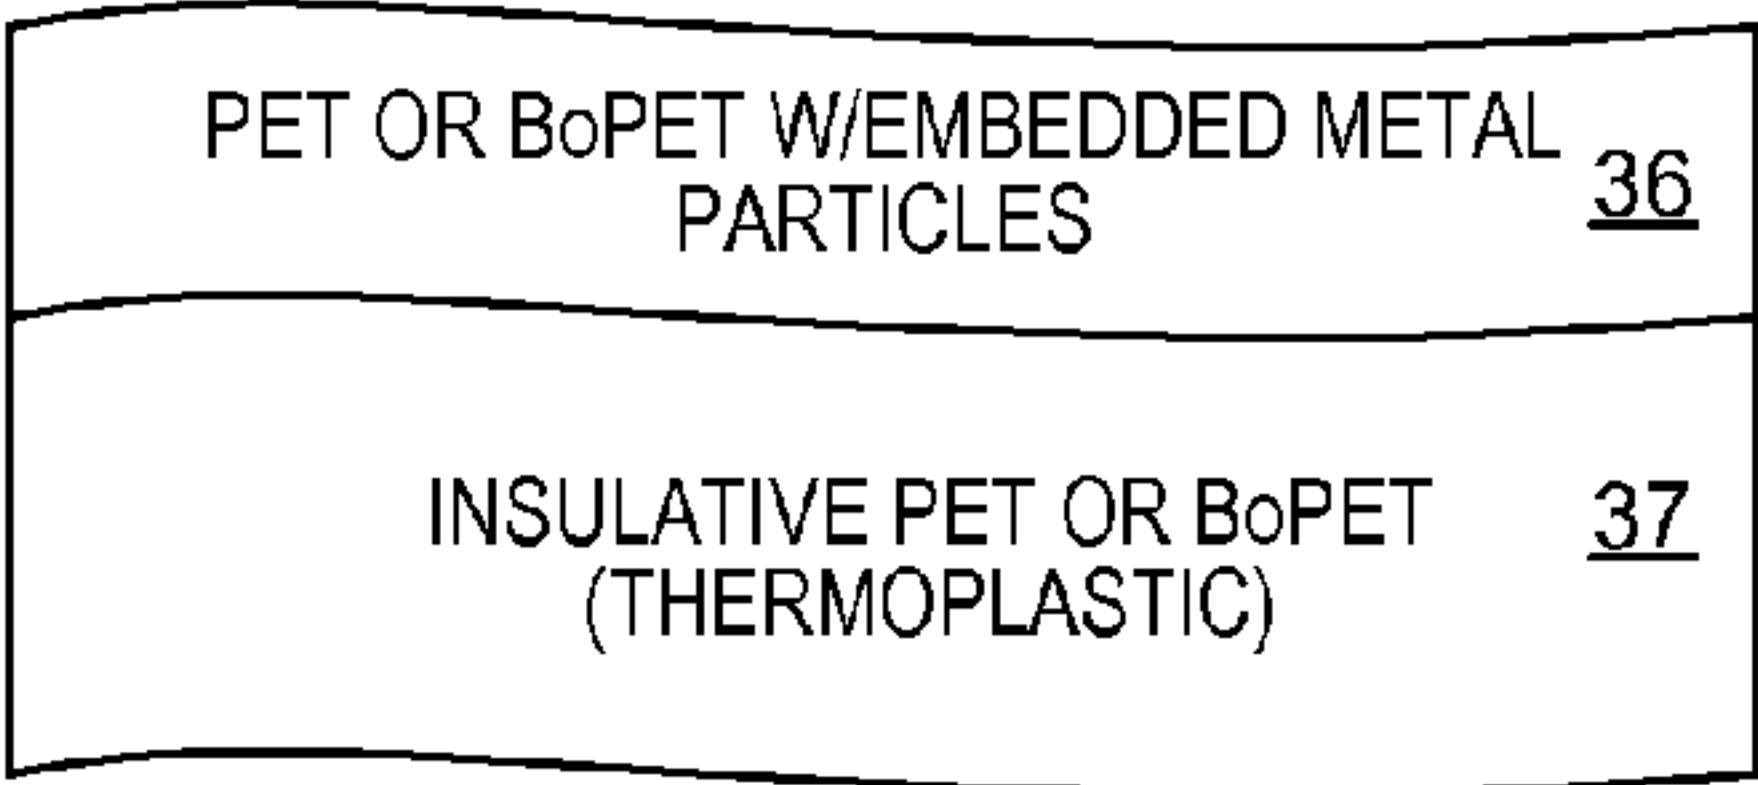 PET OR BoPET W/EMBEDDED METAL
PARTICLES
36
INSULATIVE PET OR BoPET
(THERMOPLASTIC)
37